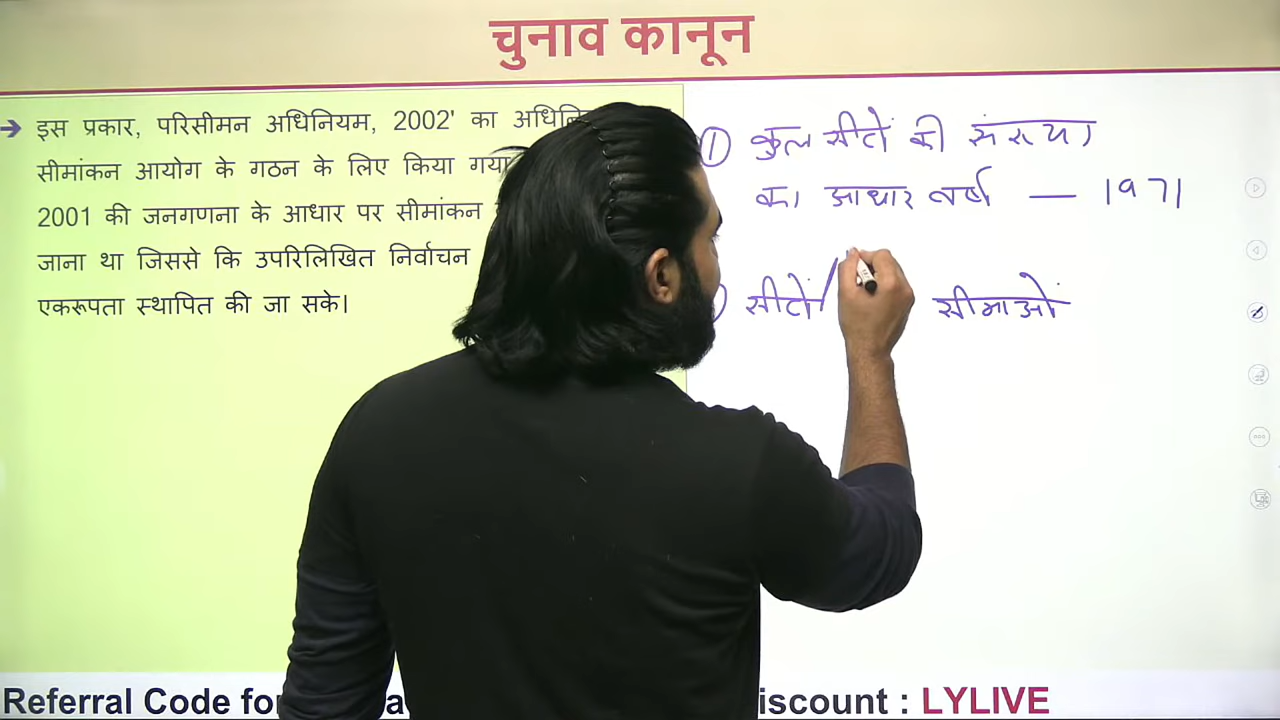 चुनाव कानून
इस प्रकार, परिसीमन अधिनियम, 2002' का
सीमांकन आयोग के गठन के लिए किया गया
2001 की जनगणना के आधार पर सीमांकन
जाना था जिससे कि उपरिलिखित निर्वाचन
एकरूपता स्थापित की जा सके।
① कुल सीटों की संख्या
का आधार वर्ष — 1971
सीटों/ सीमाओं
Referral Code for
iscount : LYLIVE